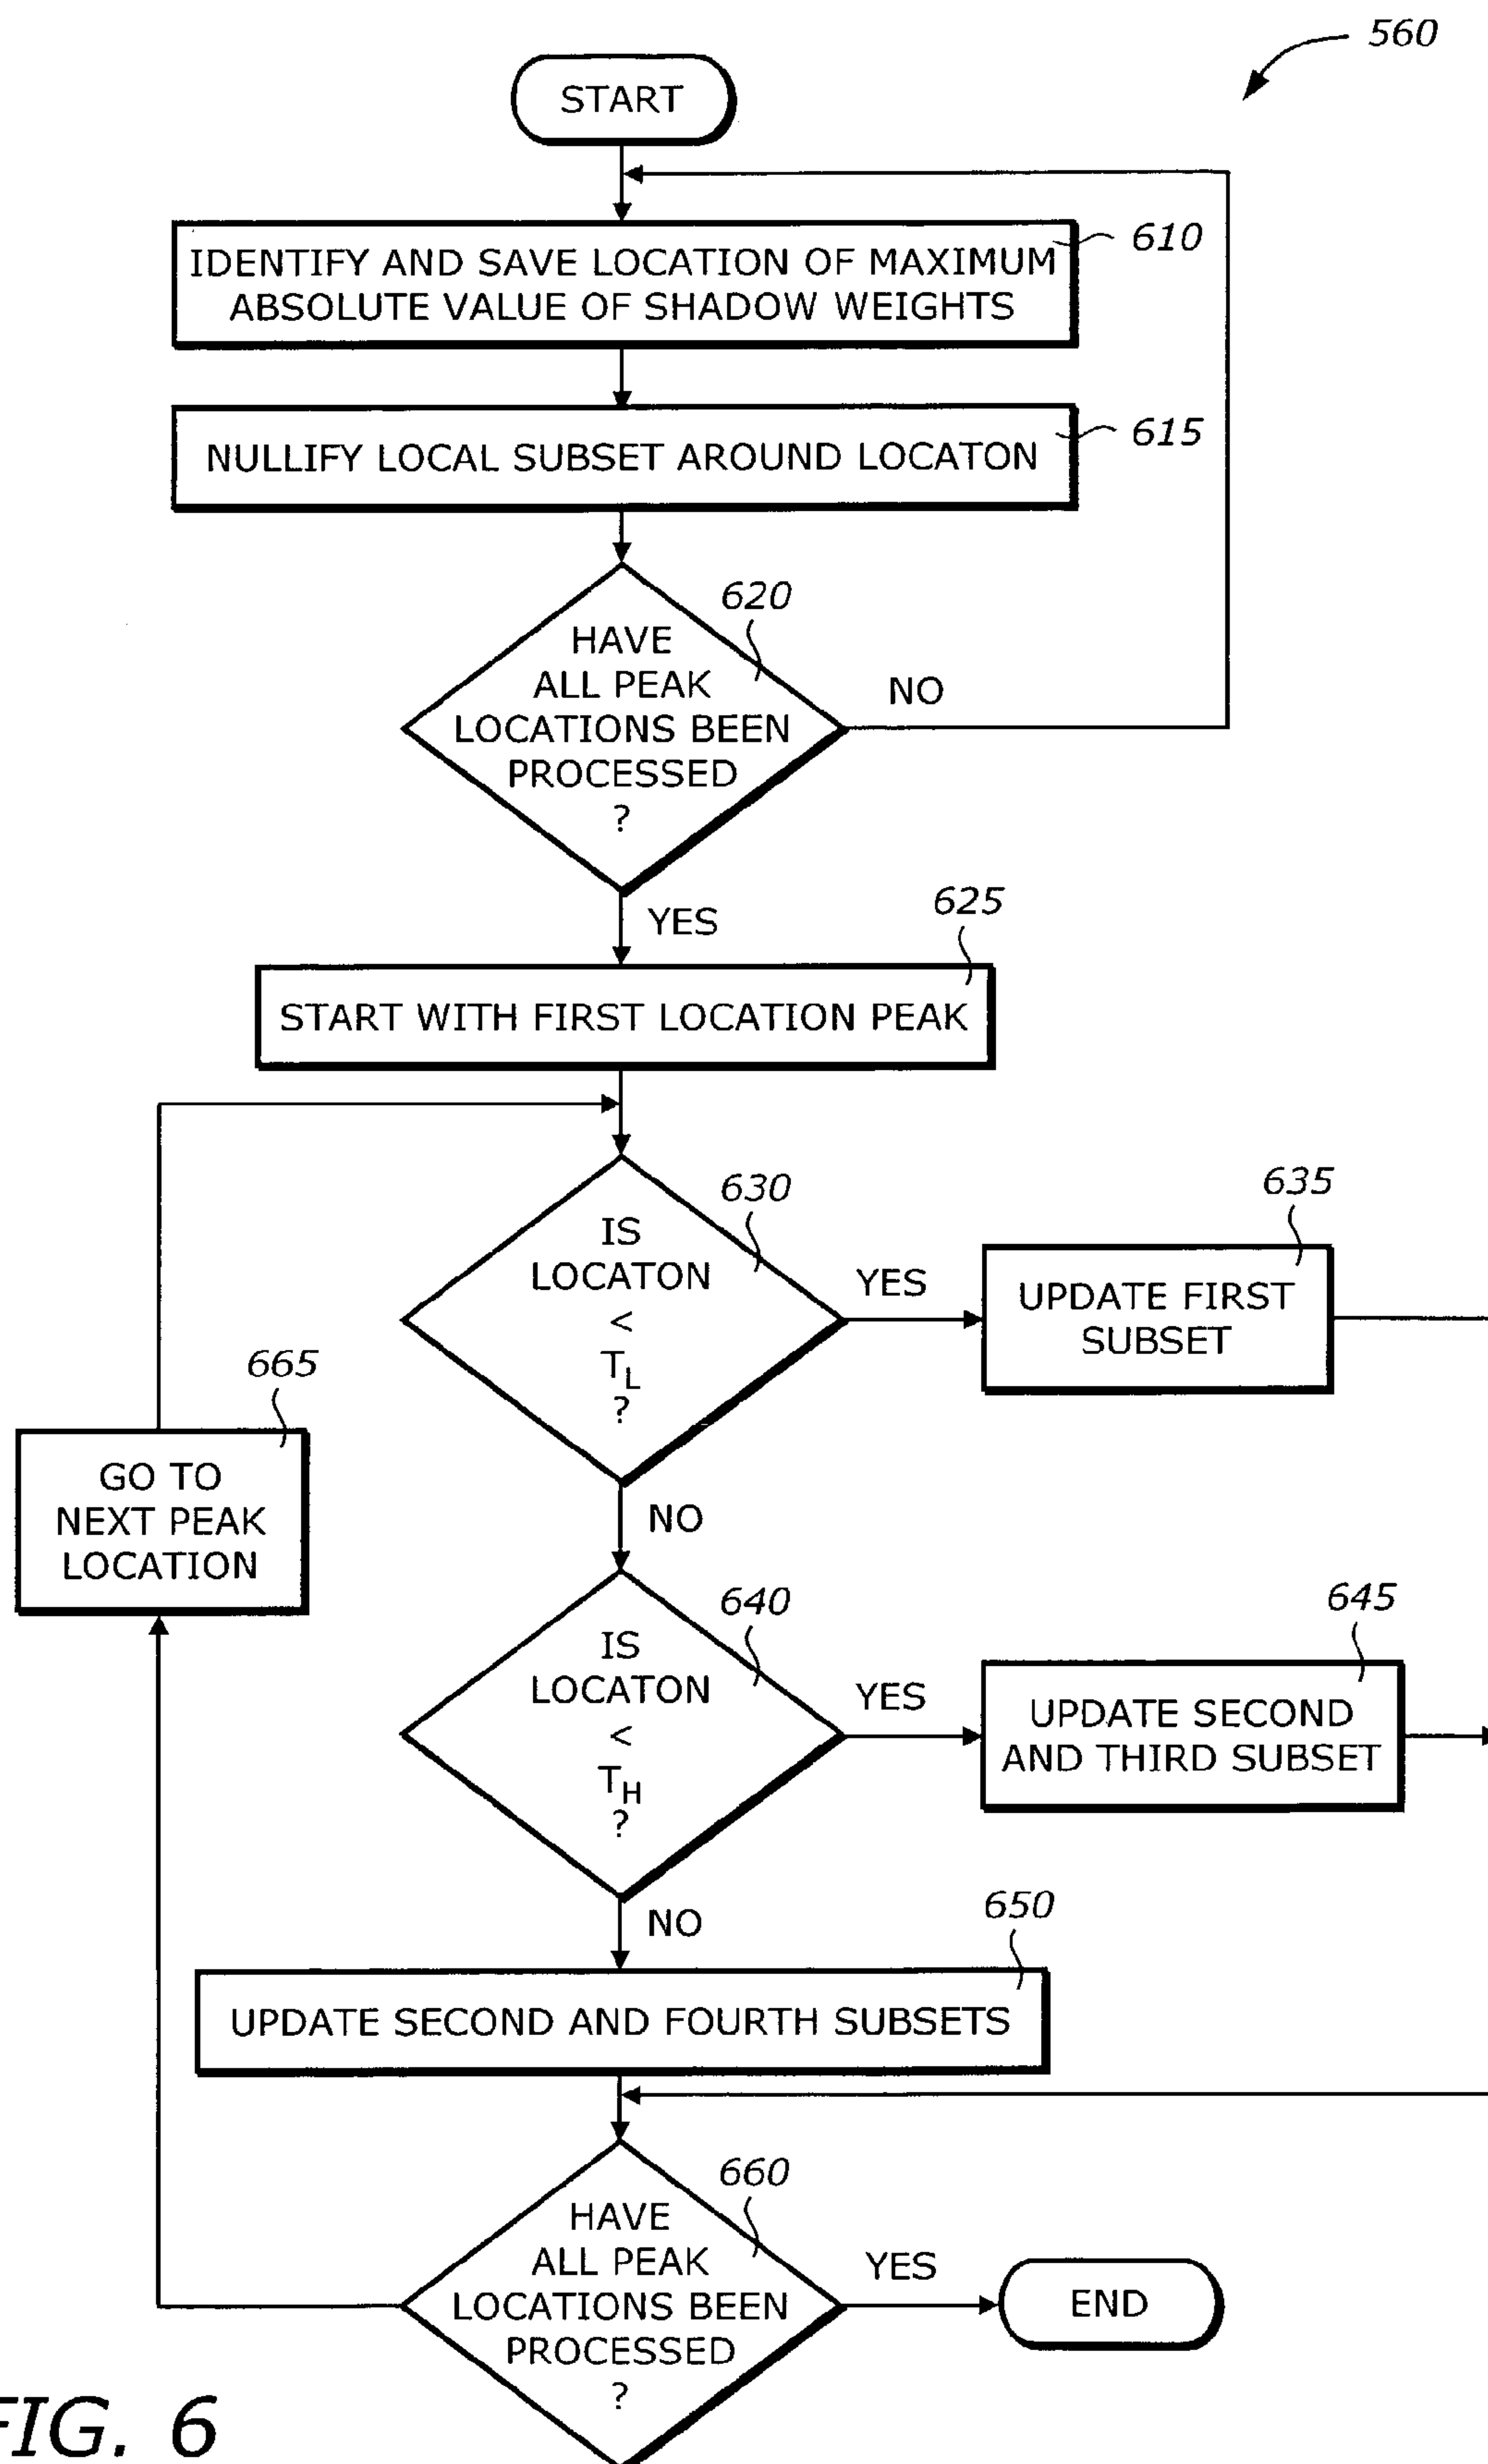 560
START
610
IDENTIFY AND SAVE LOCATION OF MAXIMUM
ABSOLUTE VALUE OF SHADOW WEIGHTS
615
NULLIFY LOCAL SUBSET AROUND LOCATON
620
HAVE
ALL PEAK
LOCATIONS BEEN
PROCESSED
?
NO
YES
625
START WITH FIRST LOCATION PEAK
630
IS
LOCATON
<
TL
?
YES
635
UPDATE FIRST
SUBSET
665
GO TO
NEXT PEAK
LOCATION
NO
640
IS
LOCATON
<
TH
?
YES
645
UPDATE SECOND
AND THIRD SUBSET
NO
650
UPDATE SECOND AND FOURTH SUBSETS
660
HAVE
ALL PEAK
LOCATIONS BEEN
PROCESSED
?
YES
END
FIG. 6